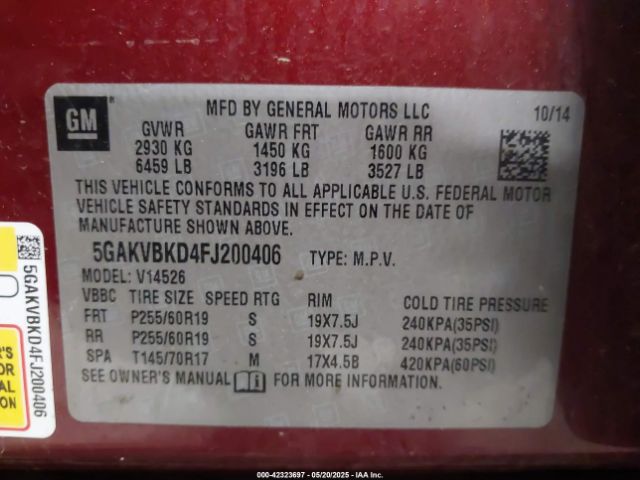 GM
MFD BY GENERAL MOTORS LLC
10/14
GVWR GAWR FRT GAWR RR
2930 KG 1450 KG 1600 KG
6459 LB 3196 LB 3527 LB
THIS VEHICLE CONFORMS TO ALL APPLICABLE U.S. FEDERAL MOTOR
VEHICLE SAFETY STANDARDS IN EFFECT ON THE DATE OF
MANUFACTURE SHOWN ABOVE.
5GAKVBKD4FJ200406 TYPE: M.P.V.
MODEL: V14526
VBBC TIRE SIZE SPEED RTG RIM COLD TIRE PRESSURE
FRT P255/60R19 S 19X7.5J 240KPA(35PSI)
RR P255/60R19 S 19X7.5J 240KPA(35PSI)
SPA T145/70R17 M 17X4.5B 420KPA(60PSI)
SEE OWNER'S MANUAL i FOR MORE INFORMATION.
5GAKVBKD4FJ200406
000-42323697 - 05/20/2025 - IAA Inc.